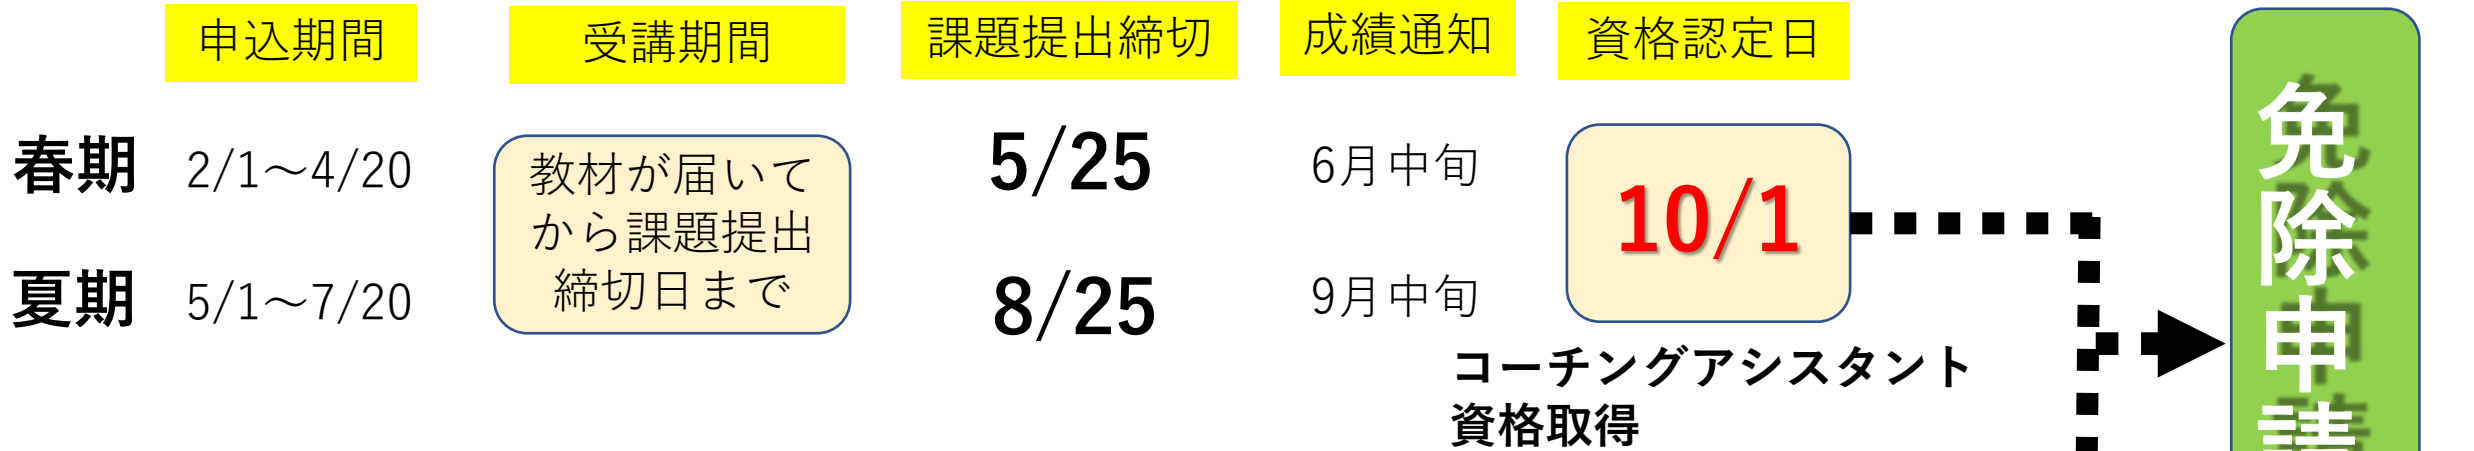 申込期間 受講期間 課題提出締切 成績通知 資格認定日
春期 2/1～4/20 5/25 6月中旬
教材が届いて
から課題提出
締切日まで
10/1
夏期 5/1～7/20 8/25 9月中旬
コーチングアシスタント
資格取得
免除申請